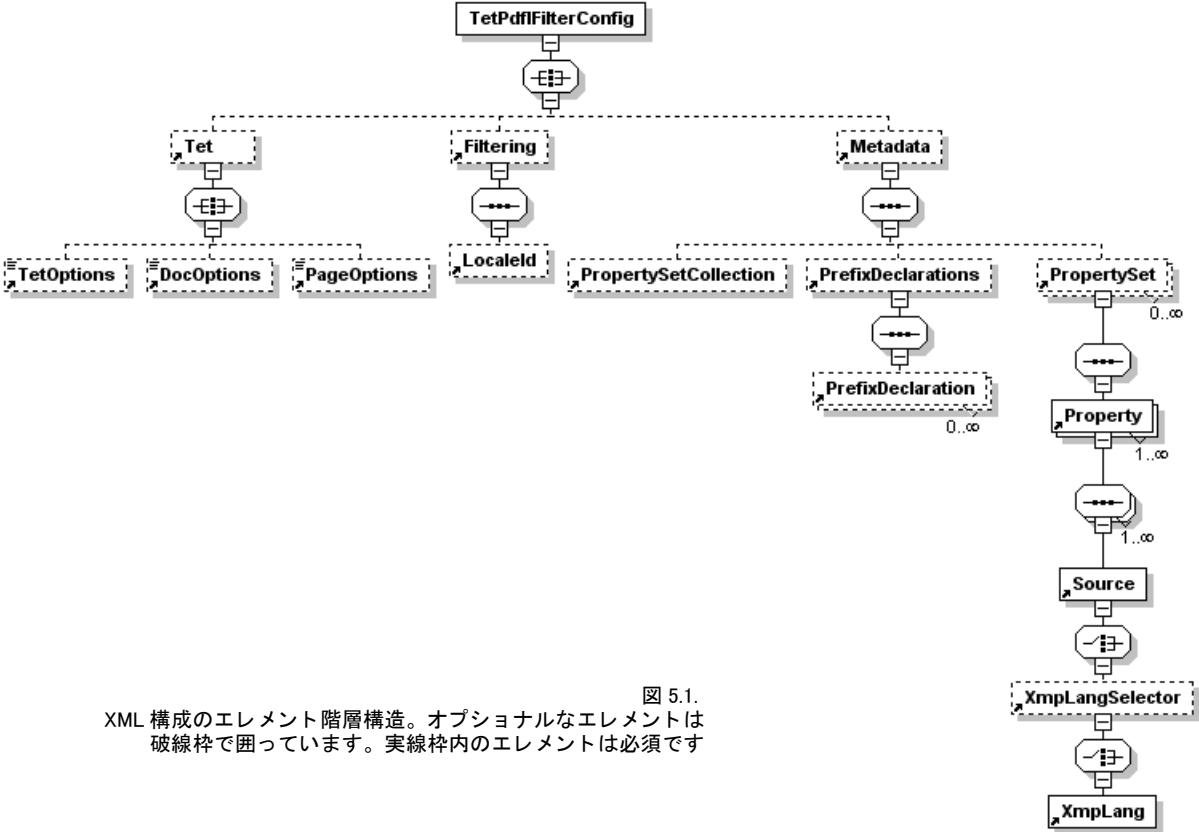 TetPdflFilterConfig
Tet
Filtering
Metadata
TetOptions
DocOptions
PageOptions
LocaleId
PropertySetCollection
PrefixDeclarations
PropertySet
0..∞
PrefixDeclaration
0..∞
Property
1..∞
1..∞
Source
XmpLangSelector
XmpLang
図 5.1.
XML 構成のエレメント階層構造。オプショナルなエレメントは
破線枠で囲っています。実線枠内のエレメントは必須です